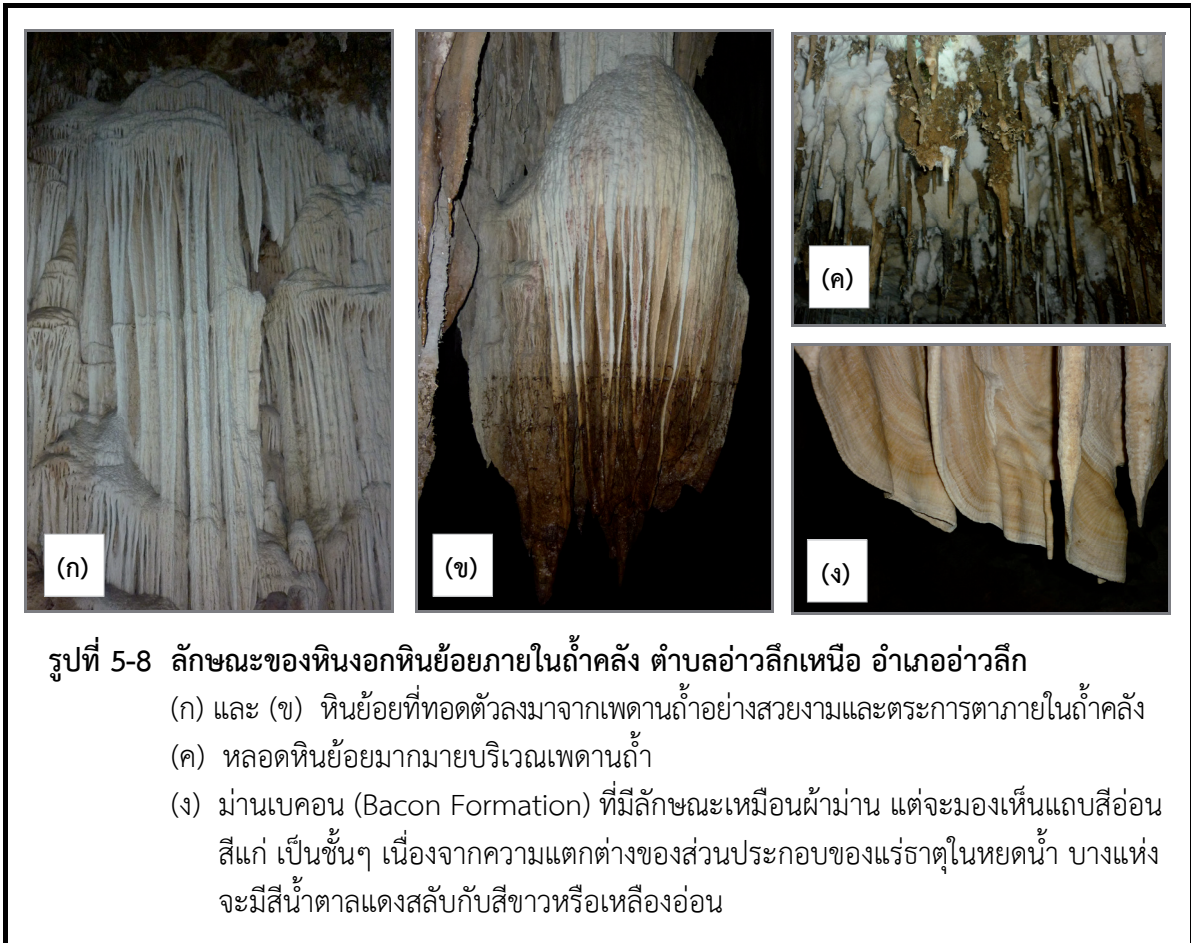 (ก)
(ข)
(ค)
(ง)
รูปที่ 5-8 ลักษณะของหินงอกหินย้อยภายในถ้ำคลัง ตำบลอ่าวลึกเหนือ อำเภออ่าวลึก
(ก) และ (ข) หินย้อยที่ทอดตัวลงมาจากเพดานถ้ำอย่างสวยงามและตระการตาภายในถ้ำคลัง
(ค) หลอดหินย้อยมากมายบริเวณเพดานถ้ำ
(ง) ม่านเบคอน (Bacon Formation) ที่มีลักษณะเหมือนผ้าม่าน แต่จะมองเห็นแถบสีอ่อน
สีแก่ เป็นชั้นๆ เนื่องจากความแตกต่างของส่วนประกอบของแร่ธาตุในหยดน้ำ บางแห่ง
จะมีสีน้ำตาลแดงสลับกับสีขาวหรือเหลืองอ่อน